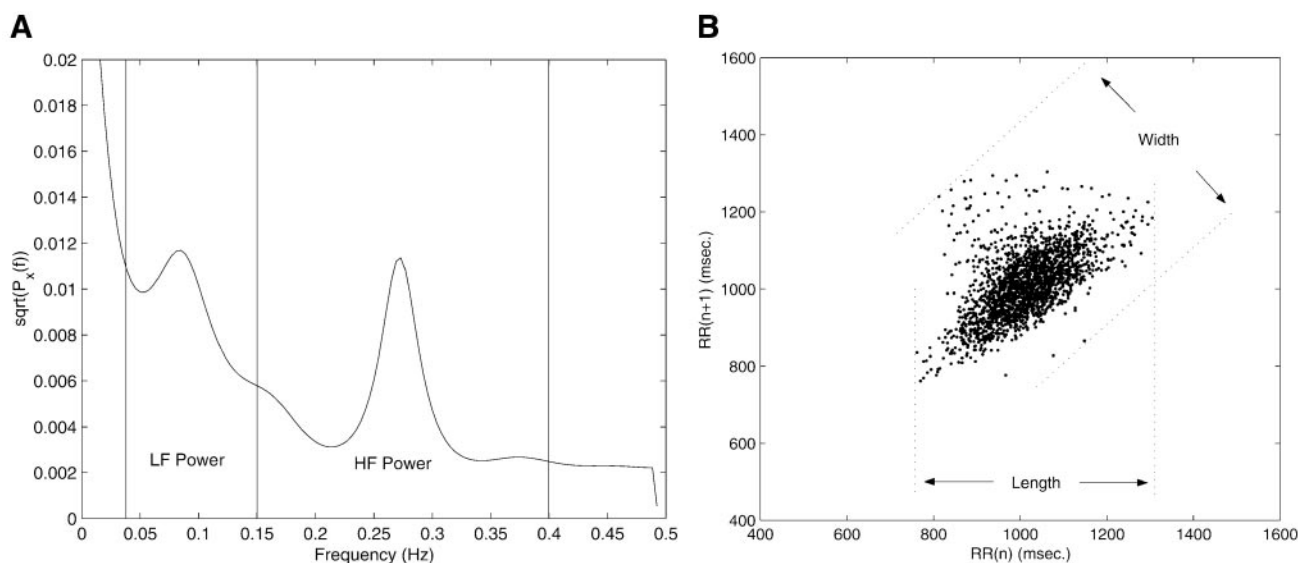 A
0.02
0.018
0.016
0.014
0.012
0.01
0.008
0.006
0.004
0.002
0
sqrt(P_x(f))
LF Power
HF Power
0 0.05 0.1 0.15 0.2 0.25 0.3 0.35 0.4 0.45 0.5
Frequency (Hz)
B
1600
1400
1200
1000
800
600
400
RR(n+1) (msec.)
Width
Length
400 600 800 1000 1200 1400 1600
RR(n) (msec.)